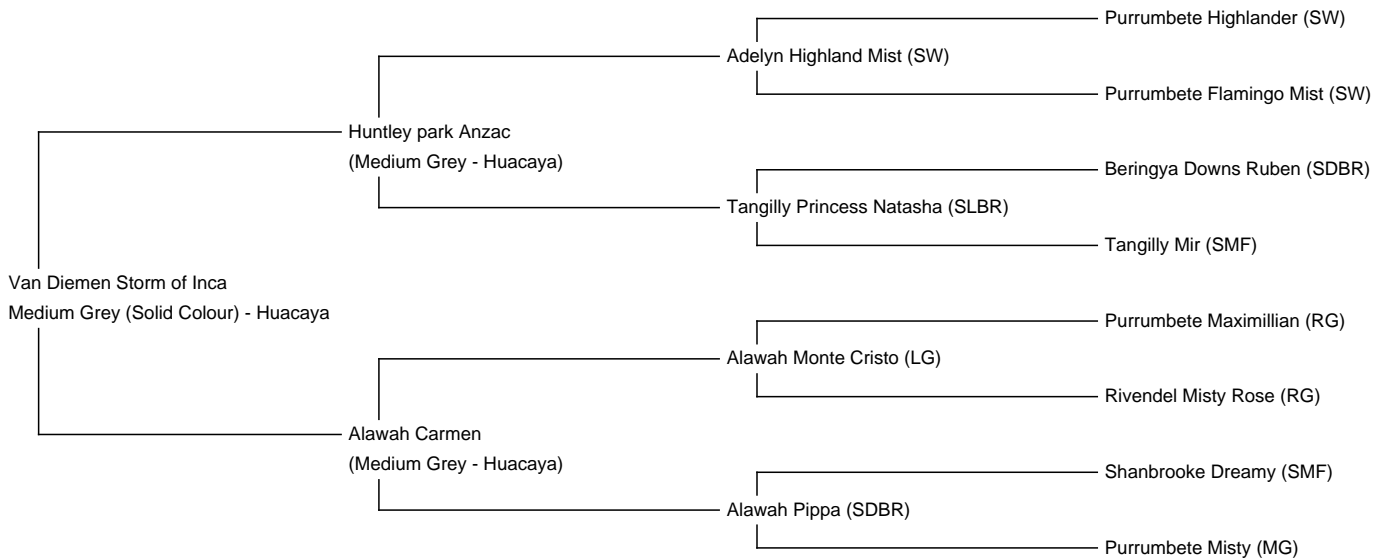 Purrumbete Highlander (SW)
Adelyn Highland Mist (SW)
Purrumbete Flamingo Mist (SW)
Huntley park Anzac
(Medium Grey - Huacaya)
Beringya Downs Ruben (SDBR)
Tangilly Princess Natasha (SLBR)
Tangilly Mir (SMF)
Van Diemen Storm of Inca
Medium Grey (Solid Colour) - Huacaya
Purrumbete Maximillian (RG)
Alawah Monte Cristo (LG)
Rivendel Misty Rose (RG)
Alawah Carmen
(Medium Grey - Huacaya)
Shanbrooke Dreamy (SMF)
Alawah Pippa (SDBR)
Purrumbete Misty (MG)